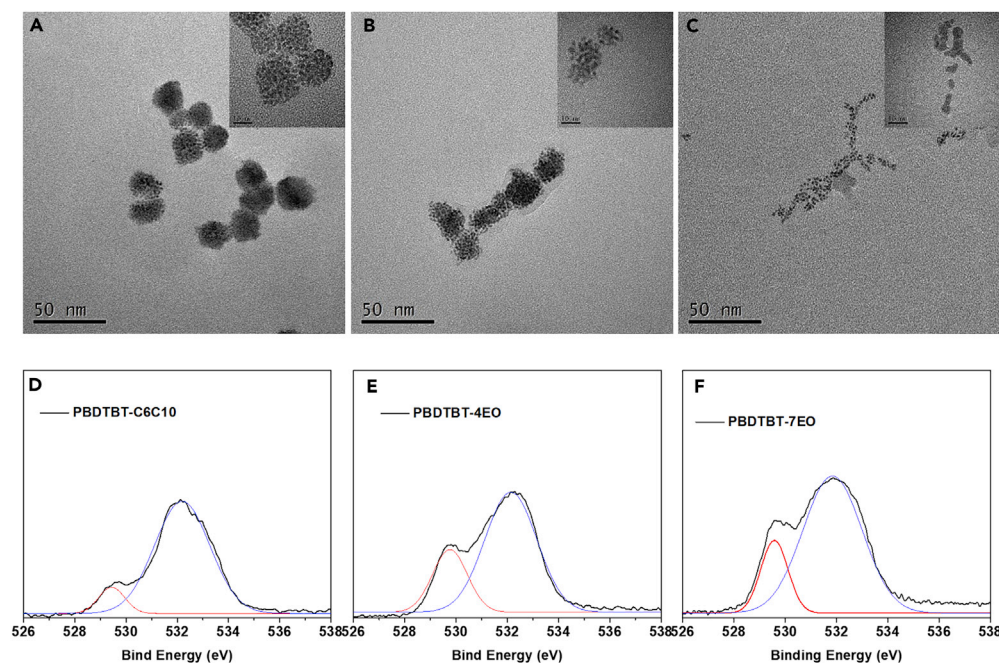 A
B
C
50 nm
50 nm
50 nm
D
PBDTBT-C6C10
E
PBDTBT-4EO
F
PBDTBT-7EO
526 528 530 532 534 536 538
526 528 530 532 534 536 538
526 528 530 532 534 536 538
Bind Energy (eV)
Bind Energy (eV)
Binding Energy (eV)